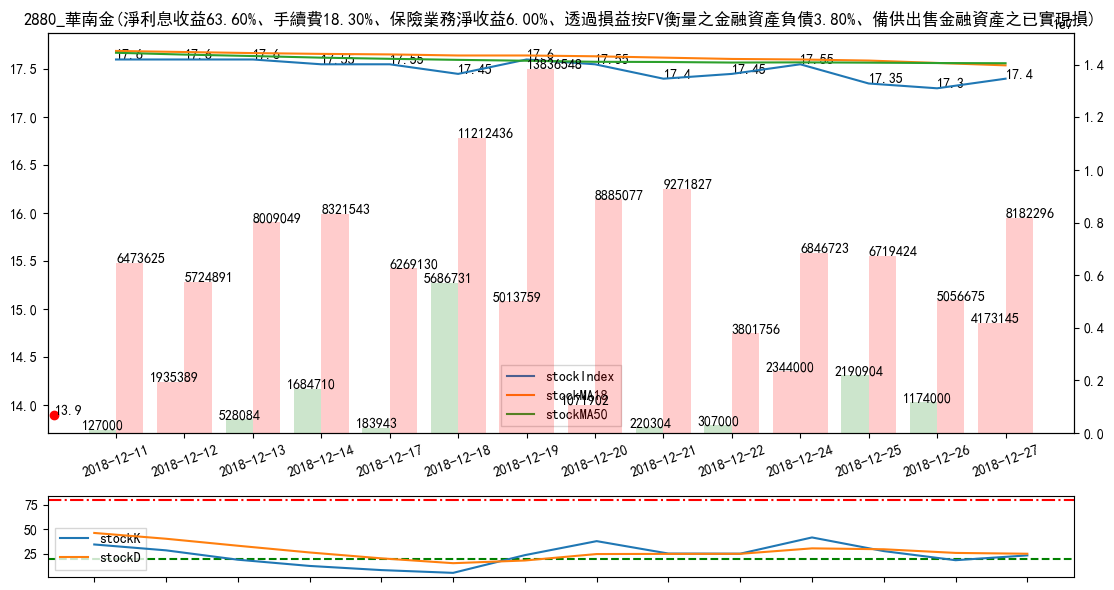 2880_華南金(淨利息收益63.60%、手續費18.30%、保險業務淨收益6.00%、透過損益按FV衡量之金融資產負債3.80%、備供出售金融資產之已實現損)
17.6 17.6 17.6 17.55 17.55 17.45 17.6 17.55 17.4 17.45 17.55 17.35 17.3 17.4
17.5 17.0 16.5 16.0 15.5 15.0 14.5 14.0
1.4 1.2 1.0 0.8 0.6 0.4 0.2 0.0
6473625 5724891 8009049 8321543 6269130 11212436 13836548 8885077 9271827 3801756 6846723 6719424 5056675 8182296
127000 1935389 528084 1684710 183943 5686731 5013759 1071902 220304 307000 2344000 2190904 1174000 4173145
13.9
stockIndex
stockMA18
stockMA50
2018-12-11 2018-12-12 2018-12-13 2018-12-14 2018-12-17 2018-12-18 2018-12-19 2018-12-20 2018-12-21 2018-12-22 2018-12-24 2018-12-25 2018-12-26 2018-12-27
75
50
25
stockK
stockD